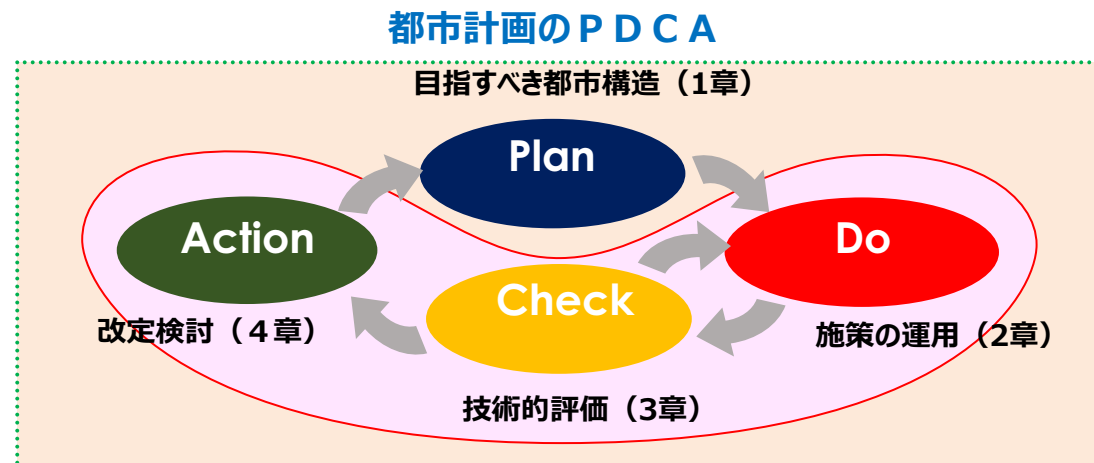 都市計画のＰＤＣＡ
目指すべき都市構造（1章）
Plan
Action
Do
Check
改定検討（４章）
施策の運用（2章）
技術的評価（3章）